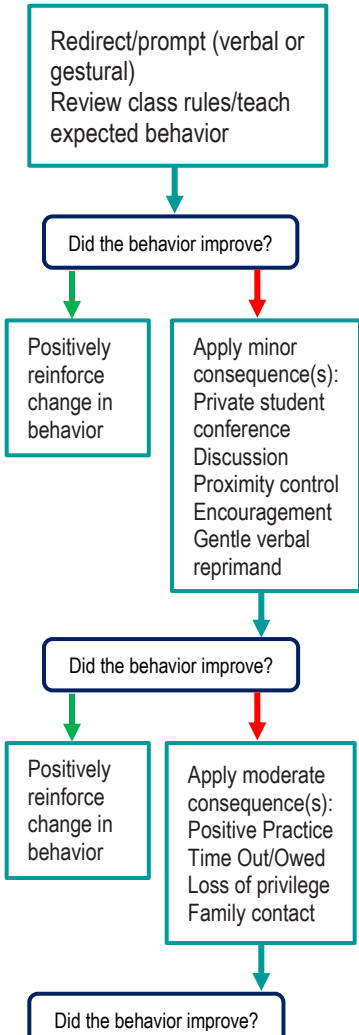 Redirect/prompt (verbal or
gestural)
Review class rules/teach
expected behavior
Did the behavior improve?
Positively
reinforce
change in
behavior
Apply minor
consequence(s):
Private student
conference
Discussion
Proximity control
Encouragement
Gentle verbal
reprimand
Did the behavior improve?
Positively
reinforce
change in
behavior
Apply moderate
consequence(s):
Positive Practice
Time Out/Owed
Loss of privilege
Family contact
Did the behavior improve?